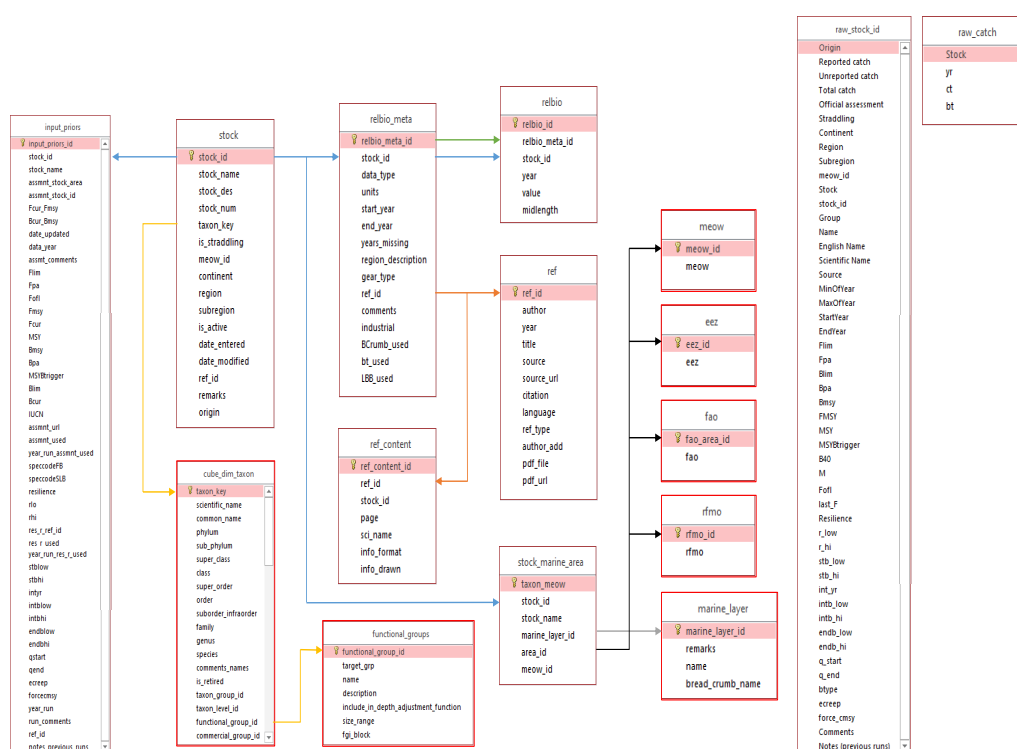 input_priors
input_priors_id
stock_id
stock_name
assmnt_stock_area
assmnt_stock_id
Fcur_Fmsy
Bcur_Bmsy
date_updated
data_year
assmt_comments
Flim
Fpa
Fofl
Fmsy
Fcur
MSY
Bmsy
Bpa
MSYBtrigger
Blim
Bcur
IUCN
assmnt_url
assmnt_used
year_run_assmnt_used
speccodeFB
speccodeSLB
resilience
rlo
rhi
res_r_ref_id
res_r_used
year_run_res_r_used
stblow
stbhi
intyr
intblow
intbhi
endblow
endbhi
qstart
qend
ecreep
forcecmsy
year_run
run_comments
ref_id
notes_previous_runs
stock
stock_id
stock_name
stock_des
stock_num
taxon_key
is_straddling
meow_id
continent
region
subregion
is_active
date_entered
date_modified
ref_id
remarks
origin
cube_dim_taxon
taxon_key
scientific_name
common_name
phylum
sub_phylum
super_class
class
super_order
order
suborder_infraorder
family
genus
species
comments_names
is_retired
taxon_group_id
taxon_level_id
functional_group_id
commercial_group_id
relbio_meta
relbio_meta_id
stock_id
data_type
units
start_year
end_year
years_missing
region_description
gear_type
ref_id
comments
industrial
BCrumb_used
bt_used
LBB_used
ref_content
ref_content_id
ref_id
stock_id
page
sci_name
info_format
info_drawn
functional_groups
functional_group_id
target_grp
name
description
include_in_depth_adjustment_function
size_range
fgi_block
relbio
relbio_id
relbio_meta_id
stock_id
year
value
midlength
ref
ref_id
author
year
title
source
source_url
citation
language
ref_type
author_add
pdf_file
pdf_url
stock_marine_area
taxon_meow
stock_id
stock_name
marine_layer_id
area_id
meow_id
meow
meow_id
meow
eez
eez_id
eez
fao
fao_area_id
fao
rfmo
rfmo_id
rfmo
marine_layer
marine_layer_id
remarks
name
bread_crumb_name
raw_stock_id
Origin
Reported catch
Unreported catch
Total catch
Official assessment
Straddling
Continent
Region
Subregion
meow_id
Stock
stock_id
Group
Name
English Name
Scientific Name
Source
MinOfYear
MaxOfYear
StartYear
EndYear
Flim
Fpa
Blim
Bpa
Bmsy
FMSY
MSY
MSYBtrigger
B40
M
Fofl
last_F
Resilience
r_low
r_hi
stb_low
stb_hi
int_yr
intb_low
intb_hi
endb_low
endb_hi
q_start
q_end
btype
ecreep
force_cmsy
Comments
Notes (previous runs)
raw_catch
Stock
yr
ct
bt